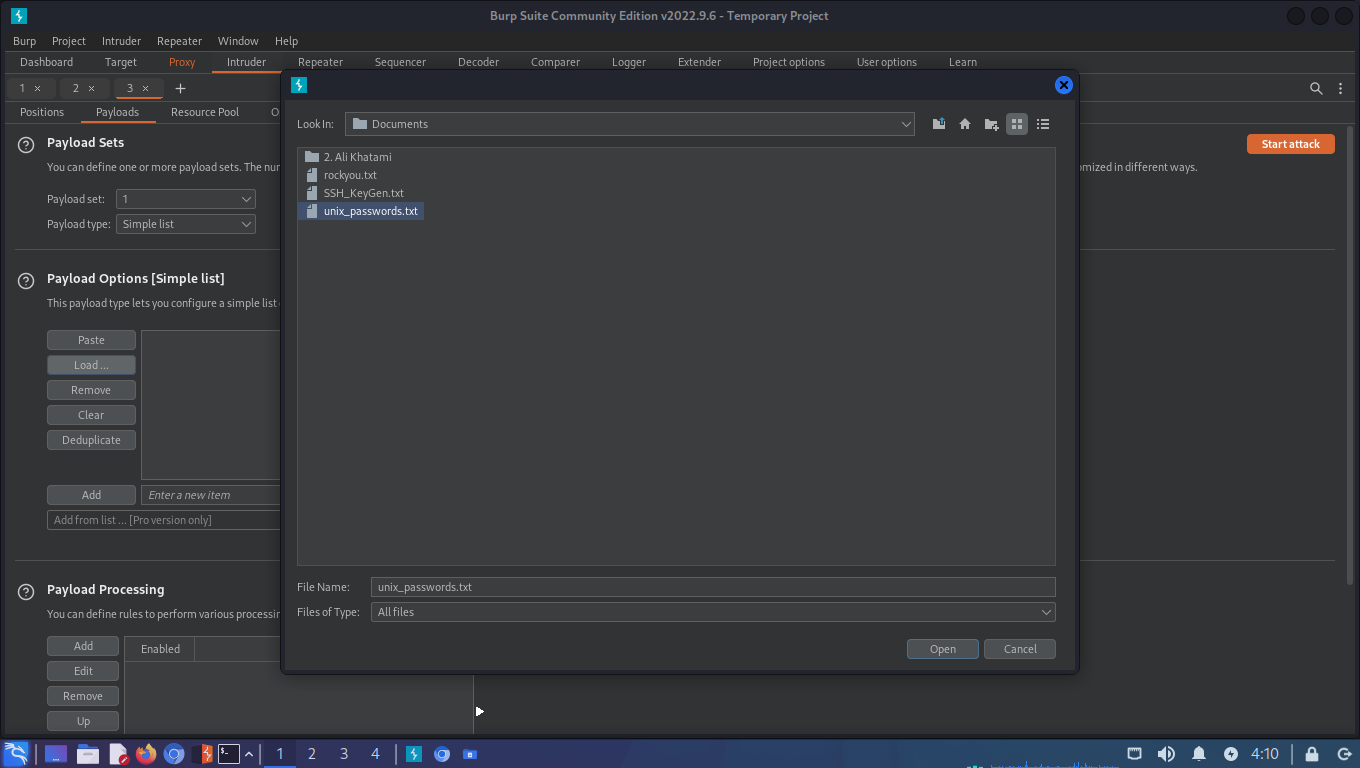 Burp Suite Community Edition v2022.9.6 - Temporary Project
Burp Project Intruder Repeater Window Help
Dashboard Target Proxy Intruder Repeater Sequencer Decoder Comparer Logger Extender Project options User options Learn
1 × 2 × 3 × +
Positions Payloads Resource Pool O
Look In: Documents
Payload Sets
Start attack
You can define one or more payload sets. The nur
omized in different ways.
Payload set: 1
Payload type: Simple list
2. Ali Khatami
rockyou.txt
SSH_KeyGen.txt
unix_passwords.txt
Payload Options [Simple list]
This payload type lets you configure a simple list
Paste
Load ...
Remove
Clear
Deduplicate
Add Enter a new item
Add from list ... [Pro version only]
File Name: unix_passwords.txt
Files of Type: All files
Open Cancel
Payload Processing
You can define rules to perform various processin
Add Enabled
Edit
Remove
Up
1 2 3 4 4:10